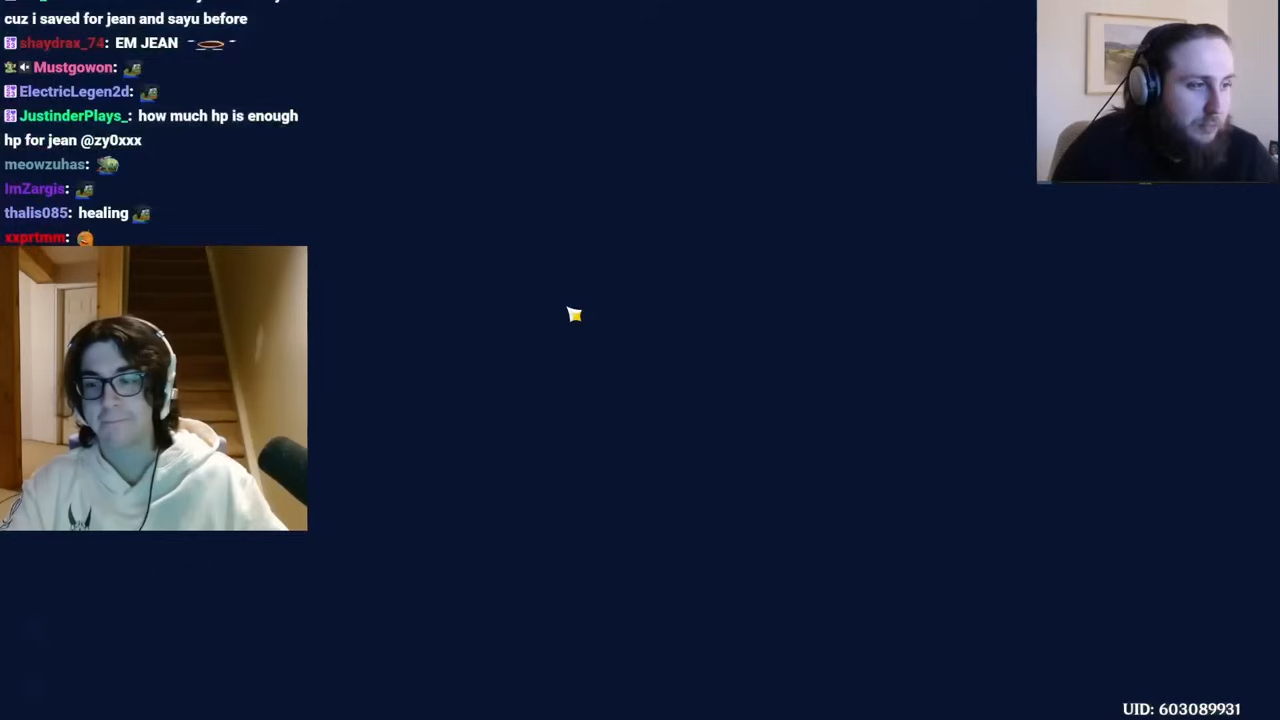 cuz i saved for jean and sayu before
shaydrax_74: EM JEAN
Mustgowon:
ElectricLegen2d:
JustinderPlays_: how much hp is enough
hp for jean @zy0xxx
meowzuhas:
ImZargis:
thalis085: healing
xxprtmm:
UID: 603089931